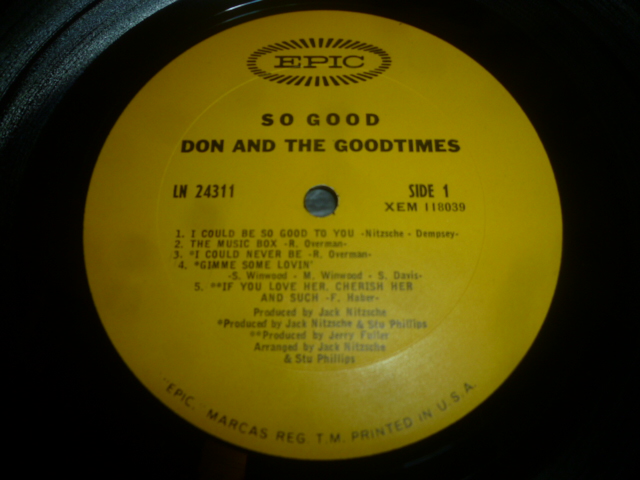 EPIC
SO GOOD
DON AND THE GOODTIMES
LN 24311 SIDE 1
XEM 118039
1. I COULD BE SO GOOD TO YOU -Nitzsche - Dempsey-
2. THE MUSIC BOX -R. Overman-
3. *I COULD NEVER BE -R. Overman-
4. *GIMME SOME LOVIN'
-S. Winwood - M. Winwood - S. Davis-
5. **IF YOU LOVE HER, CHERISH HER
AND SUCH -F. Maher-
Produced by Jack Nitzsche
*Produced by Jack Nitzsche & Stu Phillips
**Produced by Jerry Fuller
Arranged by Jack Nitzsche
& Stu Phillips
"EPIC," MARCAS REG. T.M. PRINTED IN U.S.A.